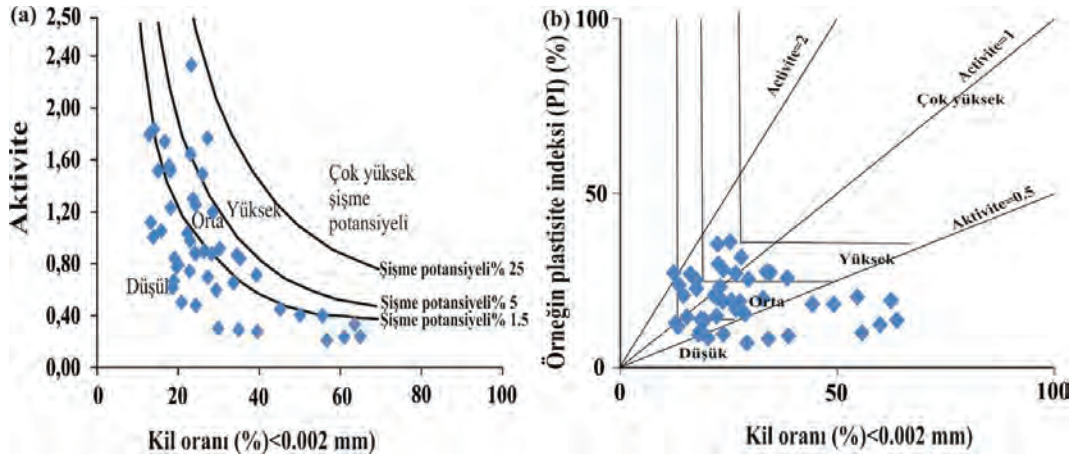 (a)
2,50
2,40
2,00
1,60
1,20
0,80
0,40
0,00
0
20
40
60
80
100
Aktivite
Kil oranı (%)<0.002 mm)
Düşük
Orta
Yüksek
Çok yüksek
şişme
potansiyeli
Şişme potansiyeli% 25
Şişme potansiyeli% 5
Şişme potansiyeli% 1.5
(b)
100
50
0
0
50
100
Örneğin plastisite indeksi (PI) (%)
Kil oranı (%)<0.002 mm)
Activite=2
Activite=1
Çok yüksek
Aktivite=0.5
Yüksek
Orta
Düşük